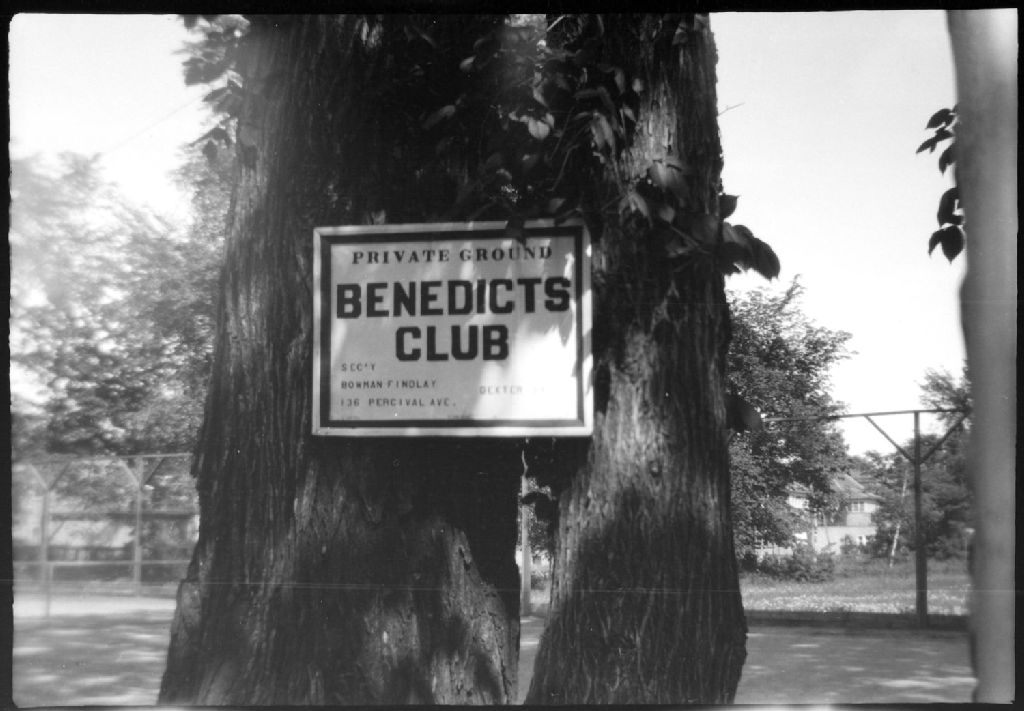 PRIVATE GROUND
BENEDICTS
CLUB
SEC'Y
BOWMAN FINDLAY DEXTER
136 PERCIVAL AVE.